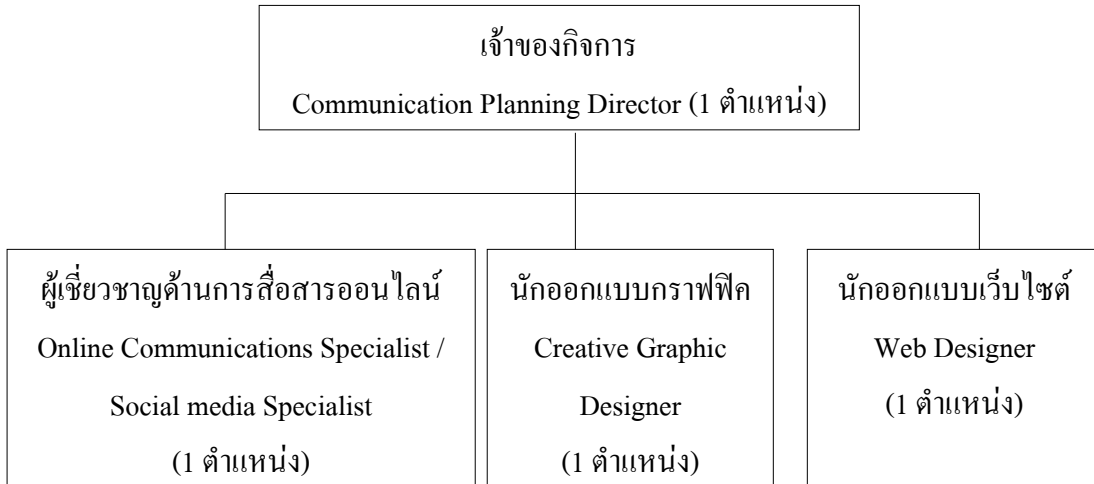 เจ้าของกิจการ
Communication Planning Director (1 ตำแหน่ง)
ผู้เชี่ยวชาญด้านการสื่อสารออนไลน์
Online Communications Specialist /
Social media Specialist
(1 ตำแหน่ง)
นักออกแบบกราฟฟิค
Creative Graphic
Designer
(1 ตำแหน่ง)
นักออกแบบเว็บไซต์
Web Designer
(1 ตำแหน่ง)